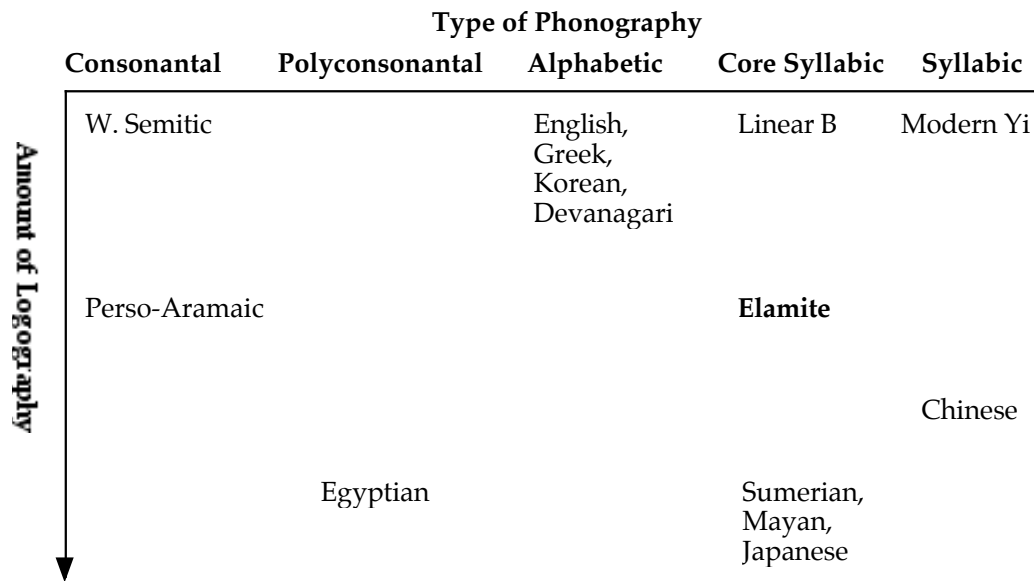 Type of Phonography
Consonantal Polyconsonantal Alphabetic Core Syllabic Syllabic
Amount of Logography
W. Semitic English, Linear B Modern Yi
Greek,
Korean,
Devanagari
Perso-Aramaic Elamite
Chinese
Egyptian Sumerian,
Mayan,
Japanese